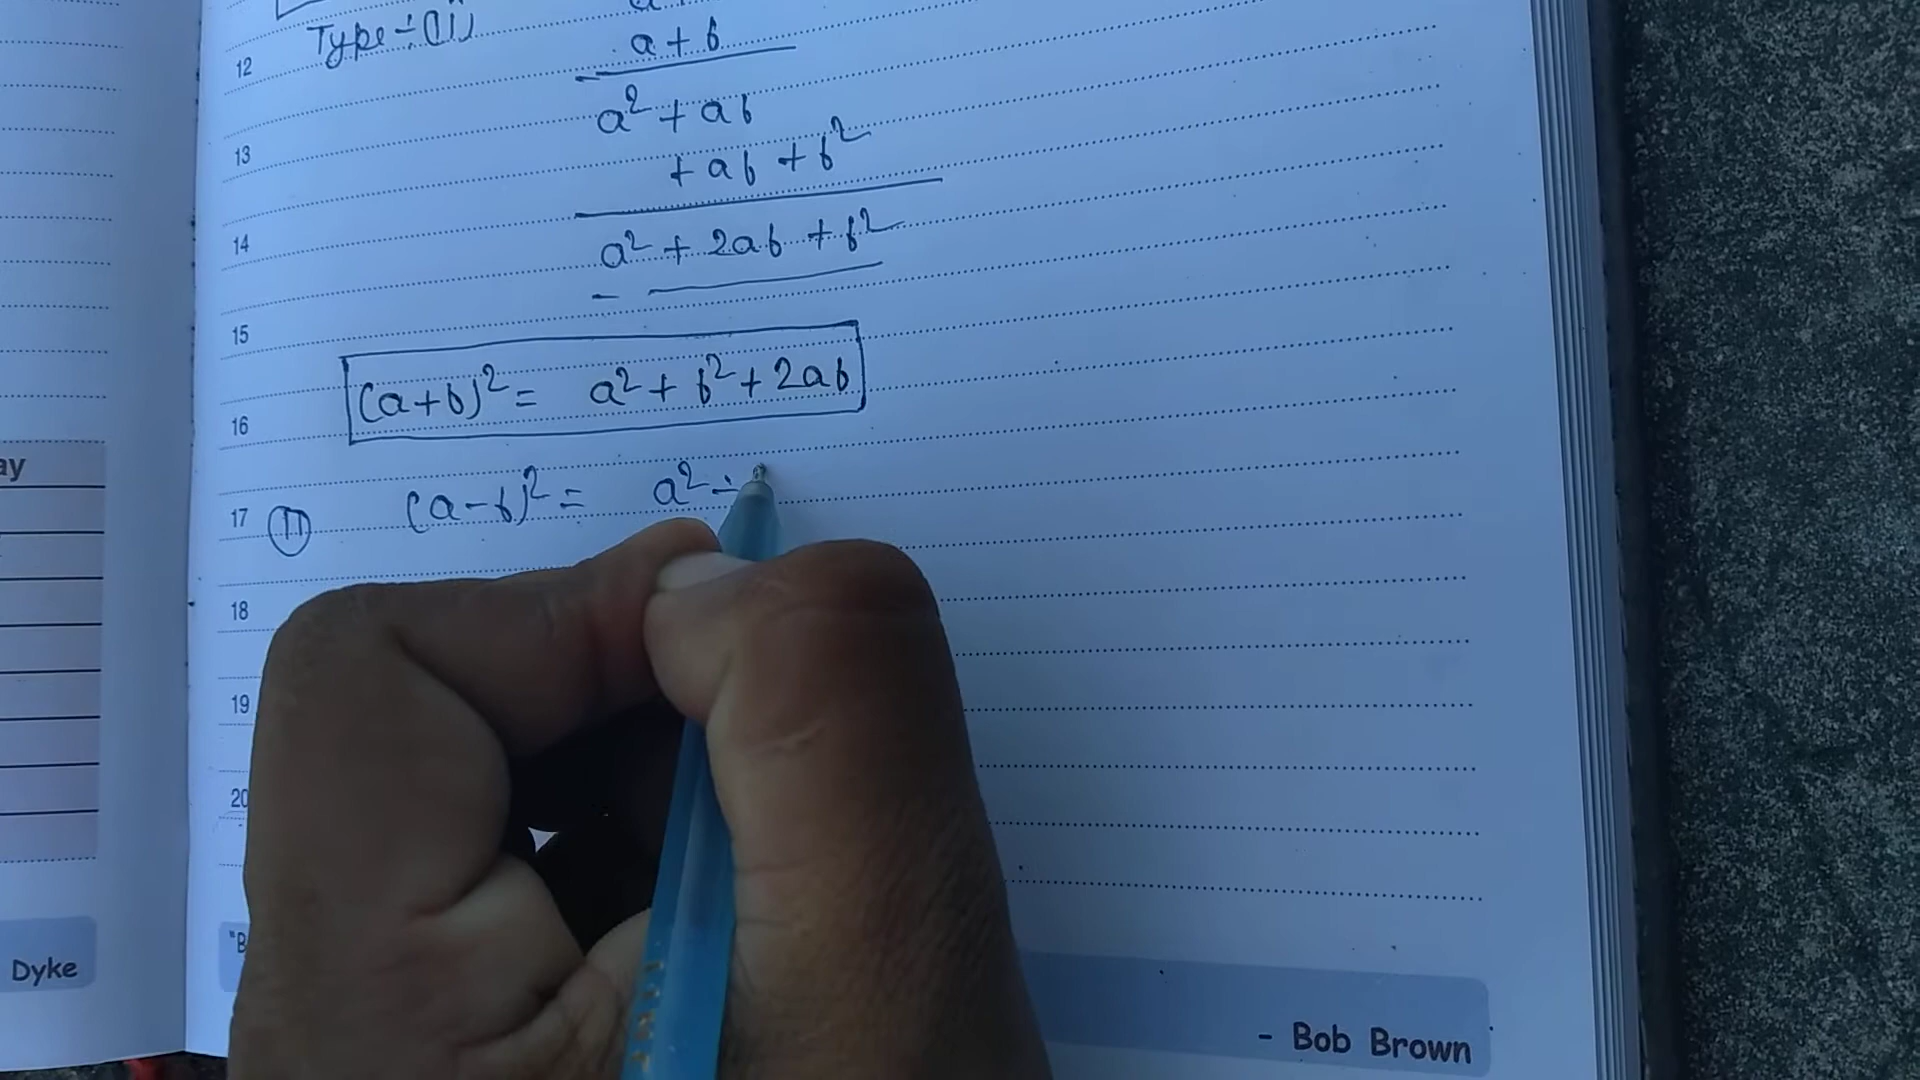 12 Type÷(ii)
a + b
a² + ab
13
+ ab + b²
14 a² + 2ab + b²
15
(a+b)² = a² + b² + 2ab
16
17 (II) (a-b)² = a²
18
19
20
"B
- Bob Brown
ay
Dyke